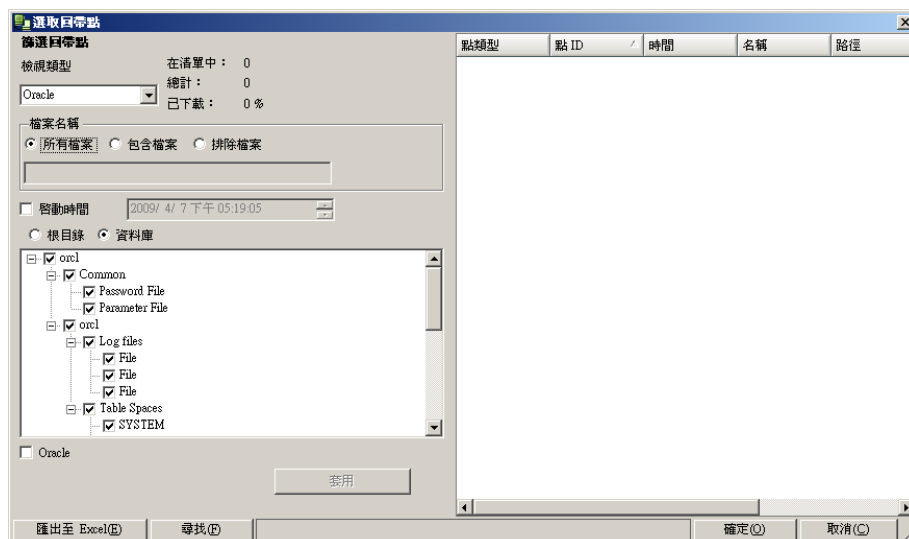 選取回帶點
篩選回帶點
檢視類型
在清單中： 0
總計： 0
已下載： 0 %
Oracle
檔案名稱
所有檔案 包含檔案 排除檔案
啓動時間 2009/ 4/ 7 下午 05:19:05
根目錄 資料庫
orcl
Common
Password File
Parameter File
orcl
Log files
File
File
File
Table Spaces
SYSTEM
Oracle
套用
點類型 點 ID 時間 名稱 路徑
匯出至 Excel(E) 尋找(F) 確定(O) 取消(C)